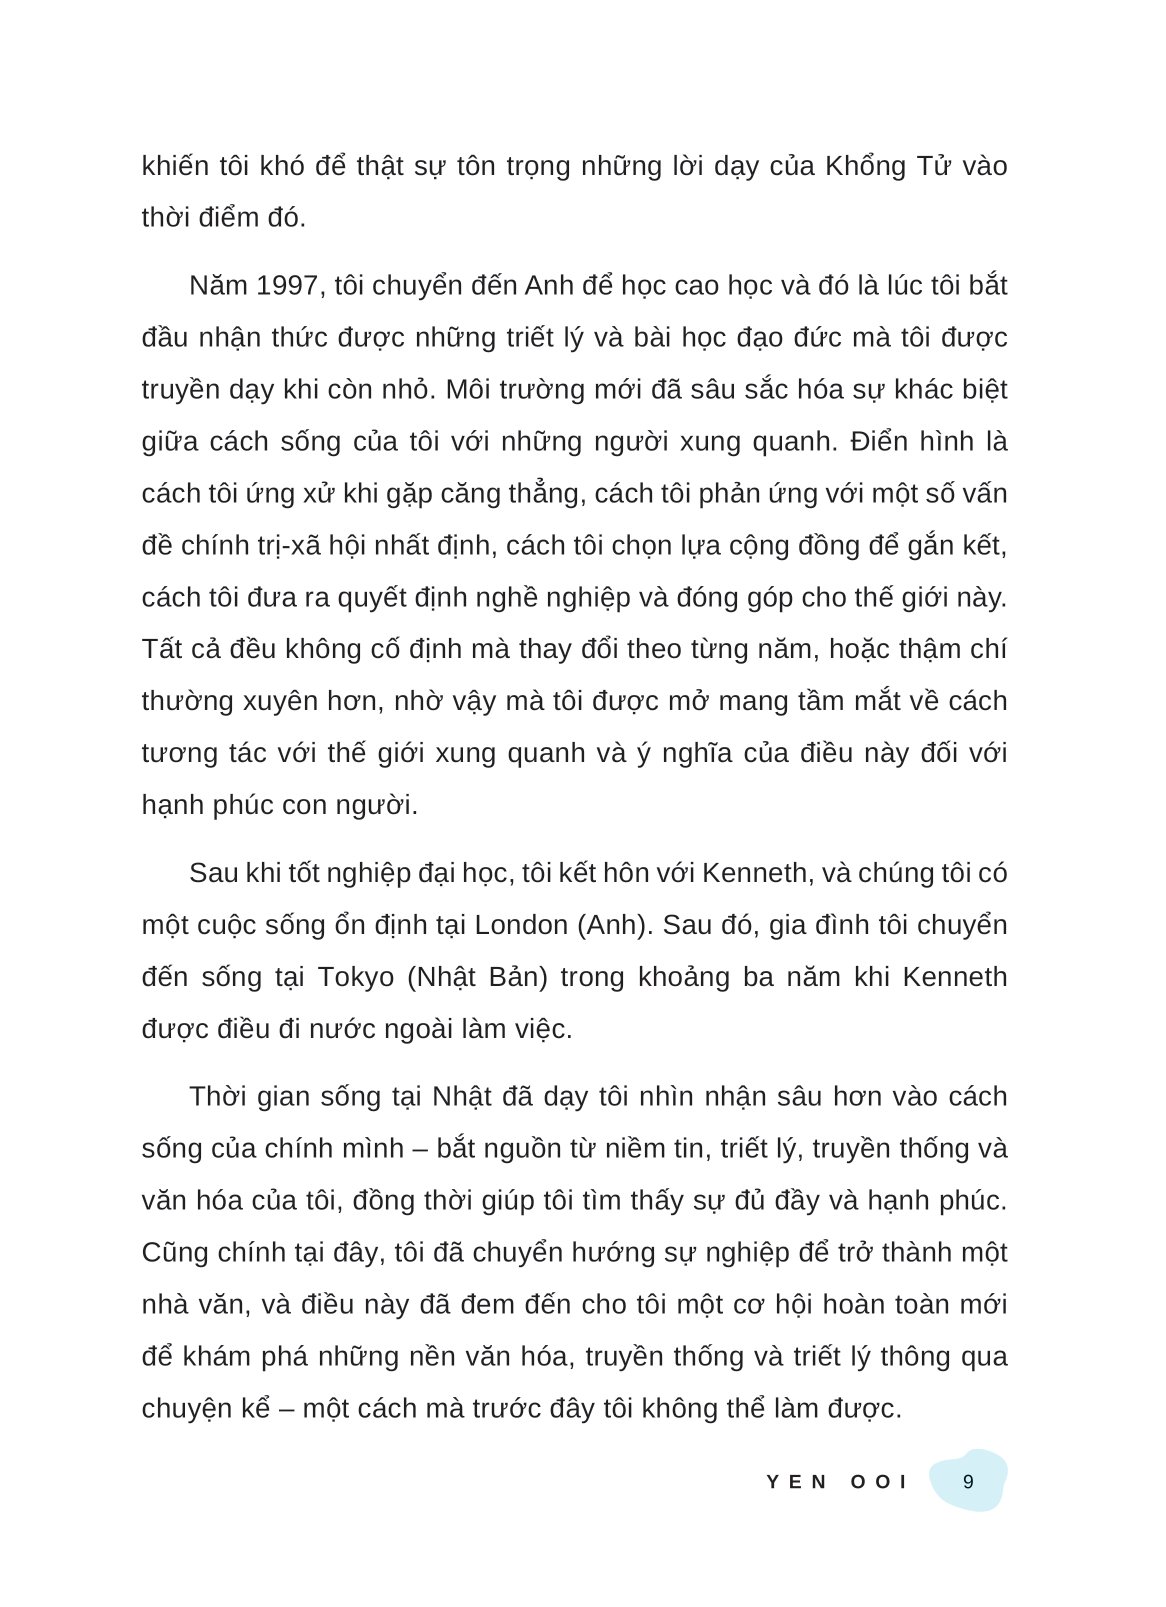 khiến tôi khó để thật sự tôn trọng những lời dạy của Khổng Tử vào
thời điểm đó.
Năm 1997, tôi chuyển đến Anh để học cao học và đó là lúc tôi bắt
đầu nhận thức được những triết lý và bài học đạo đức mà tôi được
truyền dạy khi còn nhỏ. Môi trường mới đã sâu sắc hóa sự khác biệt
giữa cách sống của tôi với những người xung quanh. Điển hình là
cách tôi ứng xử khi gặp căng thẳng, cách tôi phản ứng với một số vấn
đề chính trị-xã hội nhất định, cách tôi chọn lựa cộng đồng để gắn kết,
cách tôi đưa ra quyết định nghề nghiệp và đóng góp cho thế giới này.
Tất cả đều không cố định mà thay đổi theo từng năm, hoặc thậm chí
thường xuyên hơn, nhờ vậy mà tôi được mở mang tầm mắt về cách
tương tác với thế giới xung quanh và ý nghĩa của điều này đối với
hạnh phúc con người.
Sau khi tốt nghiệp đại học, tôi kết hôn với Kenneth, và chúng tôi có
một cuộc sống ổn định tại London (Anh). Sau đó, gia đình tôi chuyển
đến sống tại Tokyo (Nhật Bản) trong khoảng ba năm khi Kenneth
được điều đi nước ngoài làm việc.
Thời gian sống tại Nhật đã dạy tôi nhìn nhận sâu hơn vào cách
sống của chính mình – bắt nguồn từ niềm tin, triết lý, truyền thống và
văn hóa của tôi, đồng thời giúp tôi tìm thấy sự đủ đầy và hạnh phúc.
Cũng chính tại đây, tôi đã chuyển hướng sự nghiệp để trở thành một
nhà văn, và điều này đã đem đến cho tôi một cơ hội hoàn toàn mới
để khám phá những nền văn hóa, truyền thống và triết lý thông qua
chuyện kể – một cách mà trước đây tôi không thể làm được.
YEN OOI 9